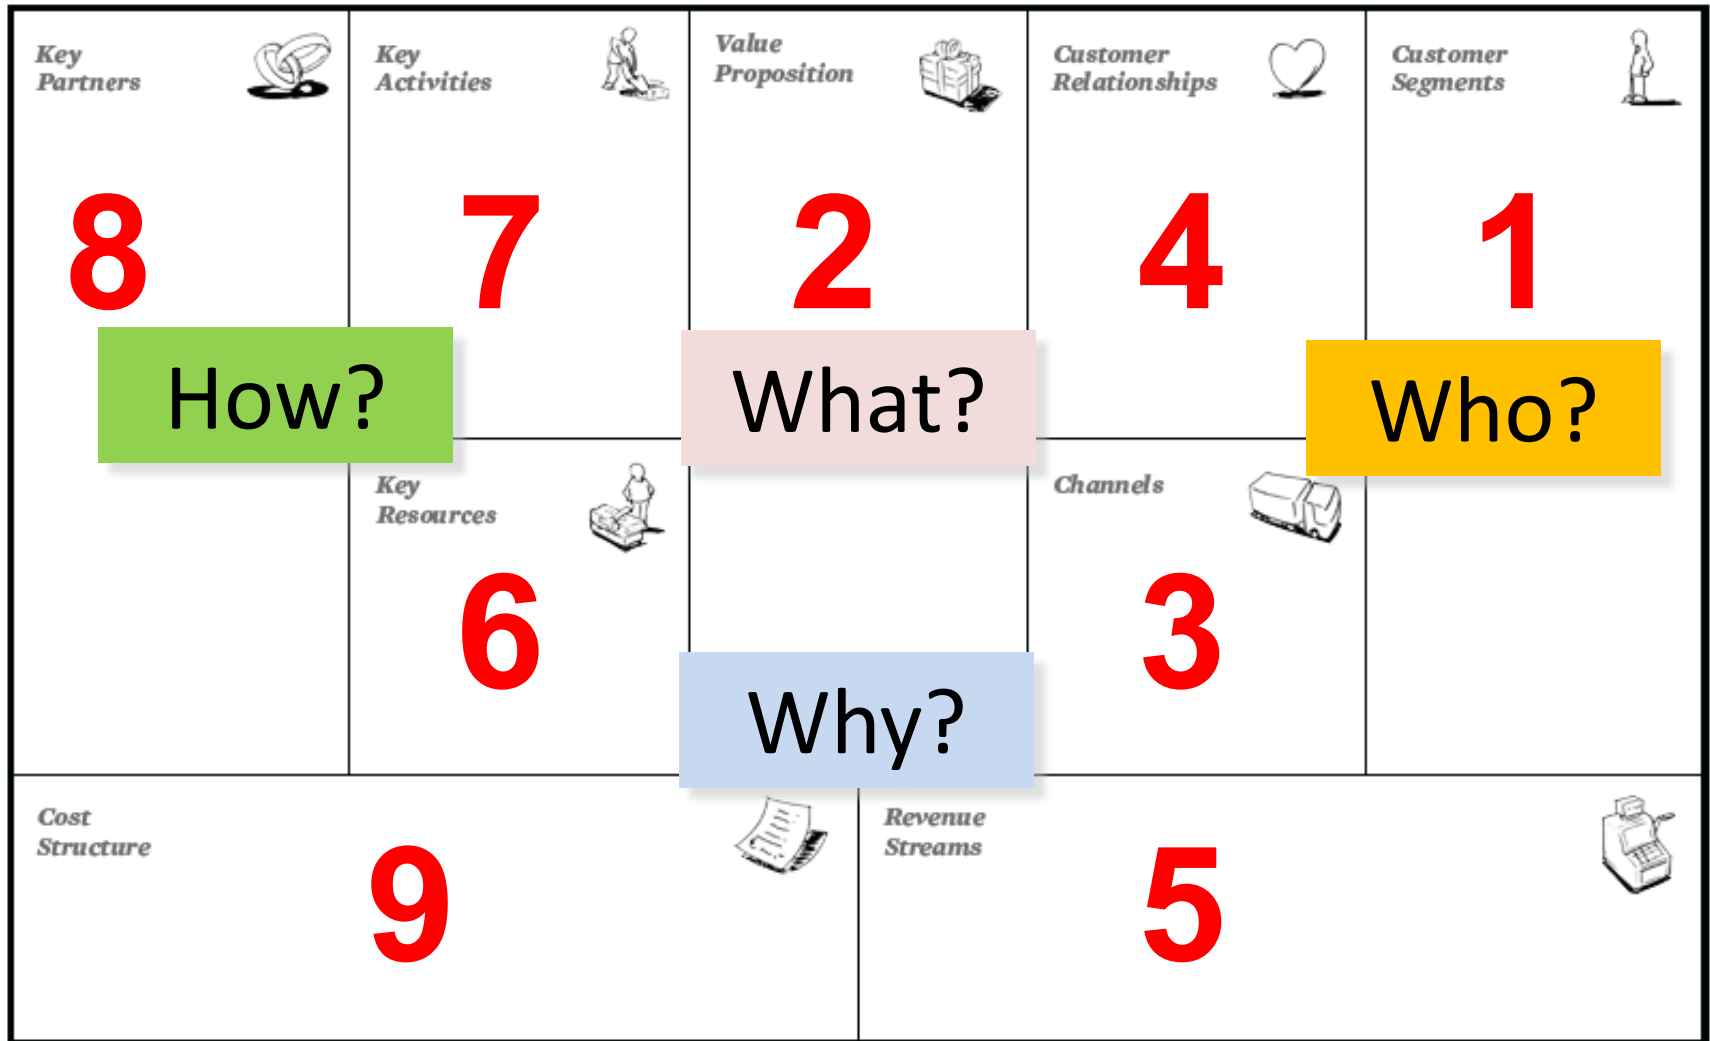 Key
Partners
8
Key
Activities
7
Value
Proposition
2
Customer
Relationships
4
Customer
Segments
1
How?
What?
Who?
Key
Resources
6
Channels
3
Why?
Cost
Structure
9
Revenue
Streams
5